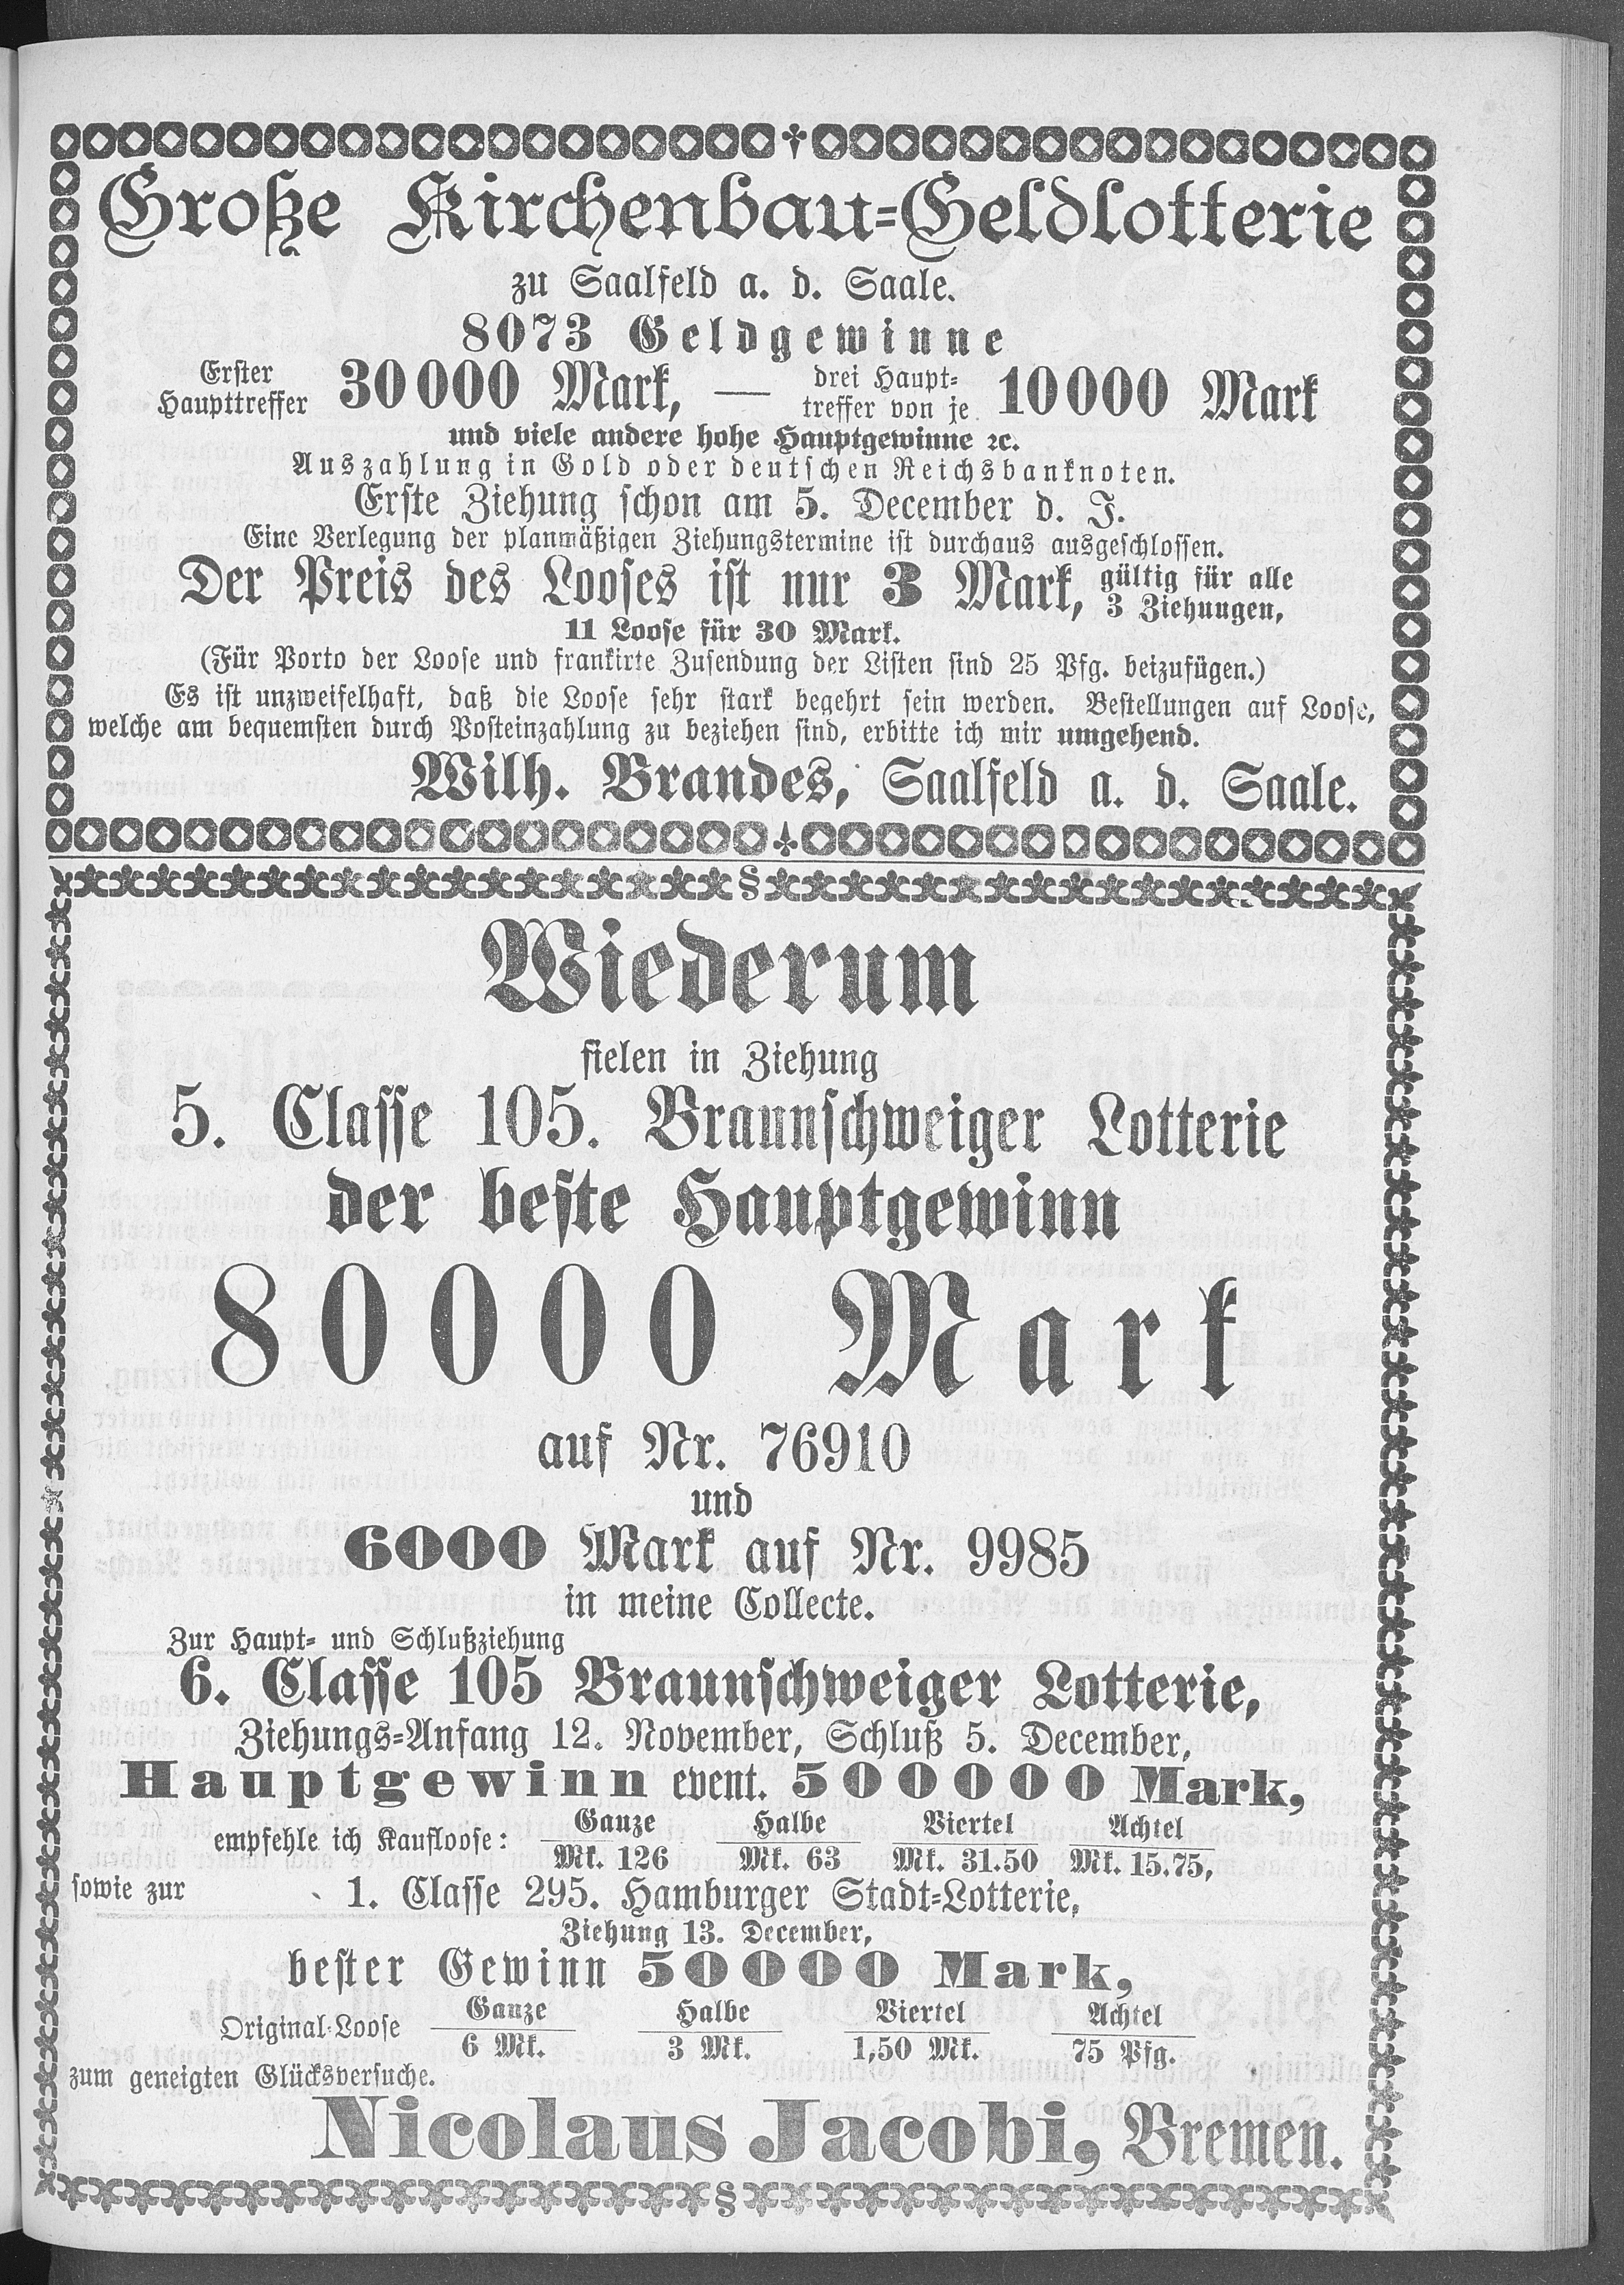 Große Kirchenbau=Geldlotterie
zu Saalfeld a. d. Saale.
8073 Geldgewinne
Erster Haupttreffer 30000 Mark, — drei Haupt= treffer von je 10000 Mark
und viele andere hohe Hauptgewinne ꝛc.
Auszahlung in Gold oder deutschen Reichsbanknoten.
Erste Ziehung schon am 5. December d. J.
Eine Verlegung der planmäßigen Ziehungstermine ist durchaus ausgeschlossen.
Der Preis des Looses ist nur 3 Mark, gültig für alle 3 Ziehungen,
11 Loose für 30 Mark.
(Für Porto der Loose und frankirte Zusendung der Listen sind 25 Pfg. beizufügen.)
Es ist unzweifelhaft, daß die Loose sehr stark begehrt sein werden. Bestellungen auf Loose,
welche am bequemsten durch Posteinzahlung zu beziehen sind, erbitte ich mir umgehend.
Wilh. Brandes, Saalfeld a. d. Saale.
Wiederum
fielen in Ziehung
5. Classe 105. Braunschweiger Lotterie
der beste Hauptgewinn
80000 Mark
auf Nr. 76910
und
6000 Mark auf Nr. 9985
in meine Collecte.
Zur Haupt= und Schlußziehung
6. Classe 105 Braunschweiger Lotterie,
Ziehungs=Anfang 12. November, Schluß 5. December,
Hauptgewinn event. 500000 Mark,
Ganze Halbe Viertel Achtel
empfehle ich Kaufloose: Mk. 126 Mk. 63 Mk. 31.50 Mk. 15.75,
sowie zur 1. Classe 295. Hamburger Stadt=Lotterie,
Ziehung 13. December,
bester Gewinn 50000 Mark,
Ganze Halbe Viertel Achtel
Original=Loose 6 Mk. 3 Mk. 1,50 Mk. 75 Pfg.
zum geneigten Glücksversuche.
Nicolaus Jacobi, Bremen.